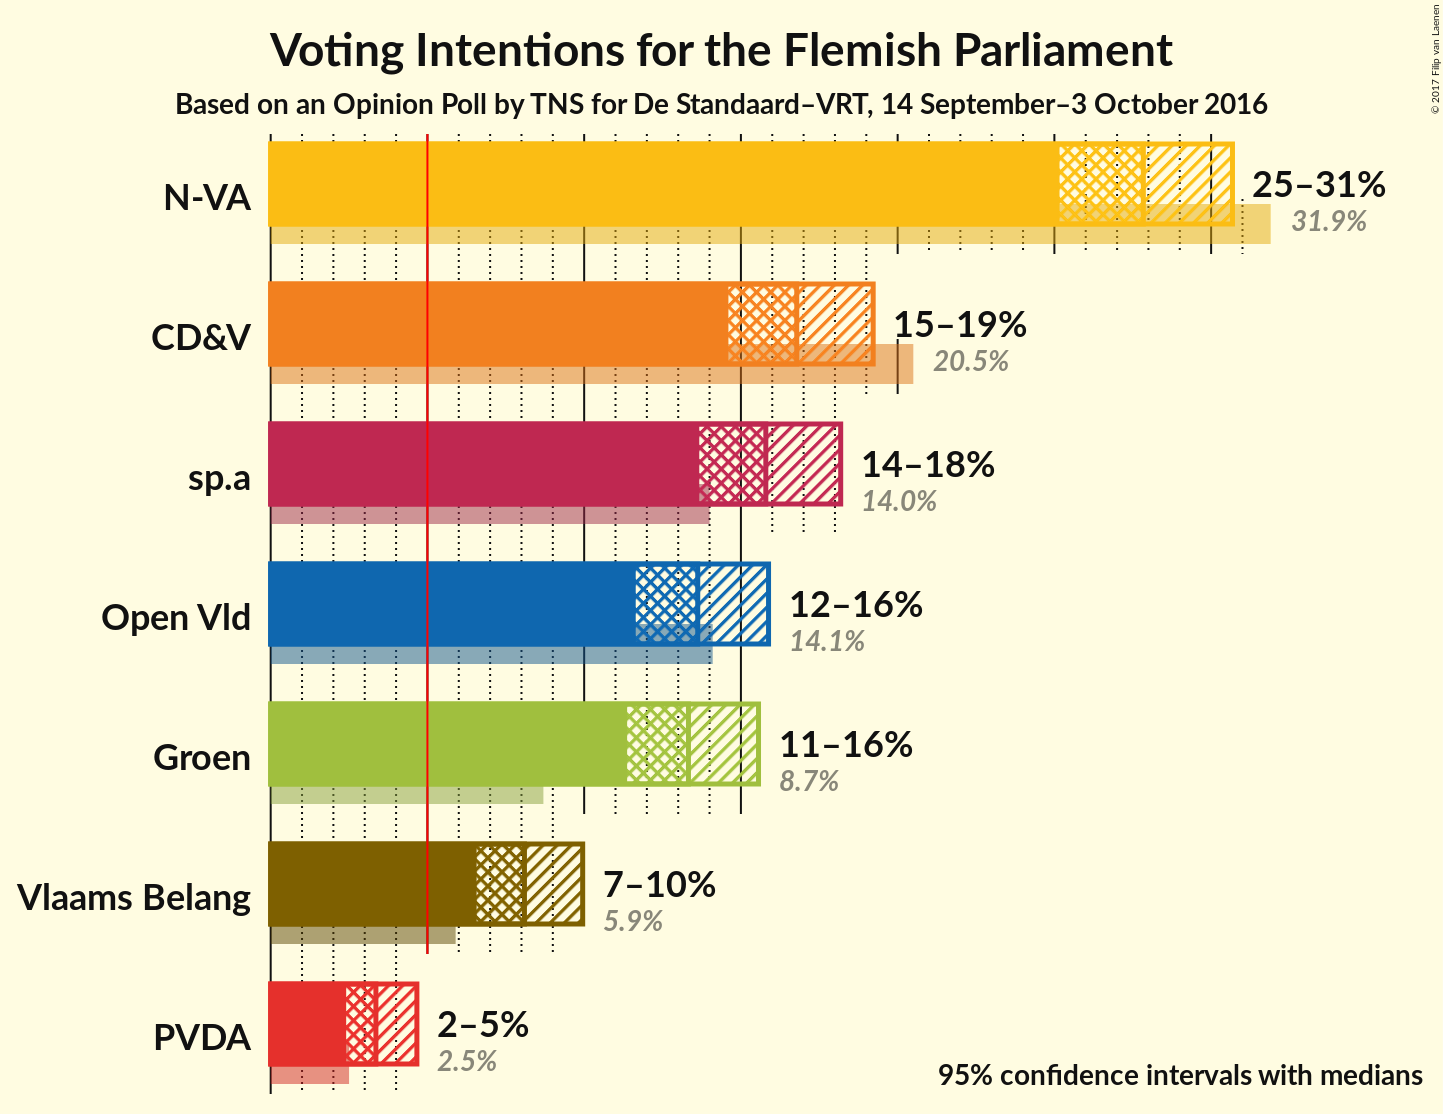 Voting Intentions for the Flemish Parliament
Based on an Opinion Poll by TNS for De Standaard–VRT, 14 September–3 October 2016
© 2017 Filip van Laenen
N-VA
25–31%
31.9%
CD&V
15–19%
20.5%
sp.a
14–18%
14.0%
Open Vld
12–16%
14.1%
Groen
11–16%
8.7%
Vlaams Belang
7–10%
5.9%
PVDA
2–5%
2.5%
95% confidence intervals with medians